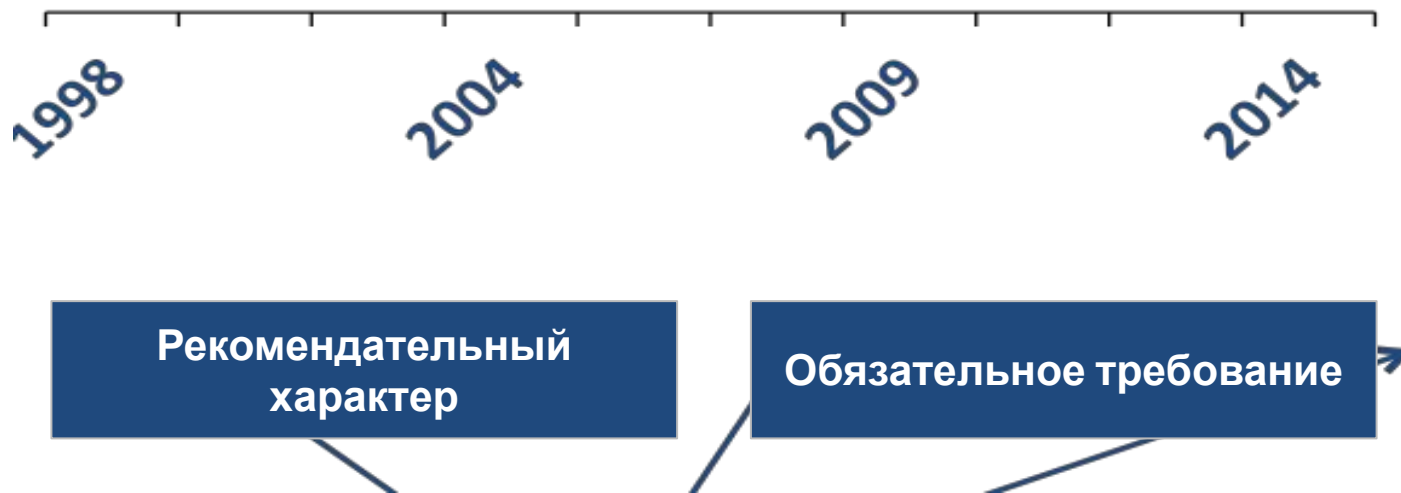 1998
2004
2009
2014
Рекомендательный
характер
Обязательное требование